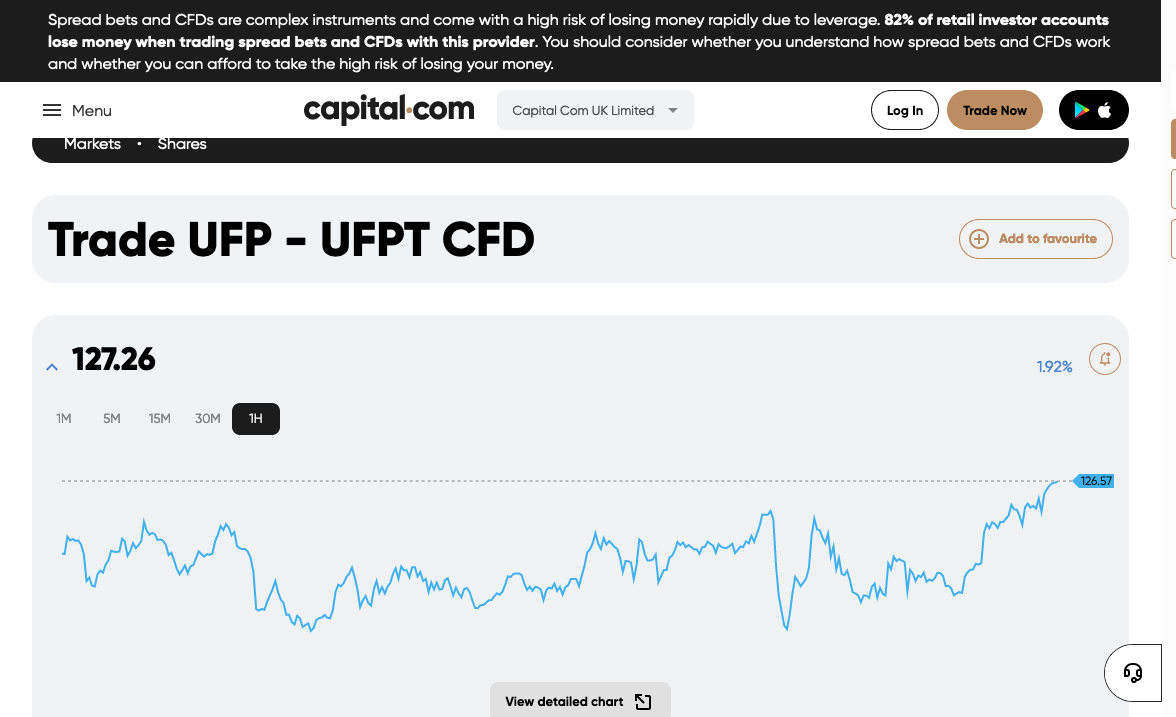 Spread bets and CFDs are complex instruments and come with a high risk of losing money rapidly due to leverage. 82% of retail investor accounts
lose money when trading spread bets and CFDs with this provider. You should consider whether you understand how spread bets and CFDs work
and whether you can afford to take the high risk of losing your money.
Menu
capital.com
Capital Com UK Limited
Log In
Trade Now
Markets • Shares
Trade UFP - UFPT CFD
Add to favourite
127.26
1.92%
1M 5M 15M 30M 1H
126.57
View detailed chart